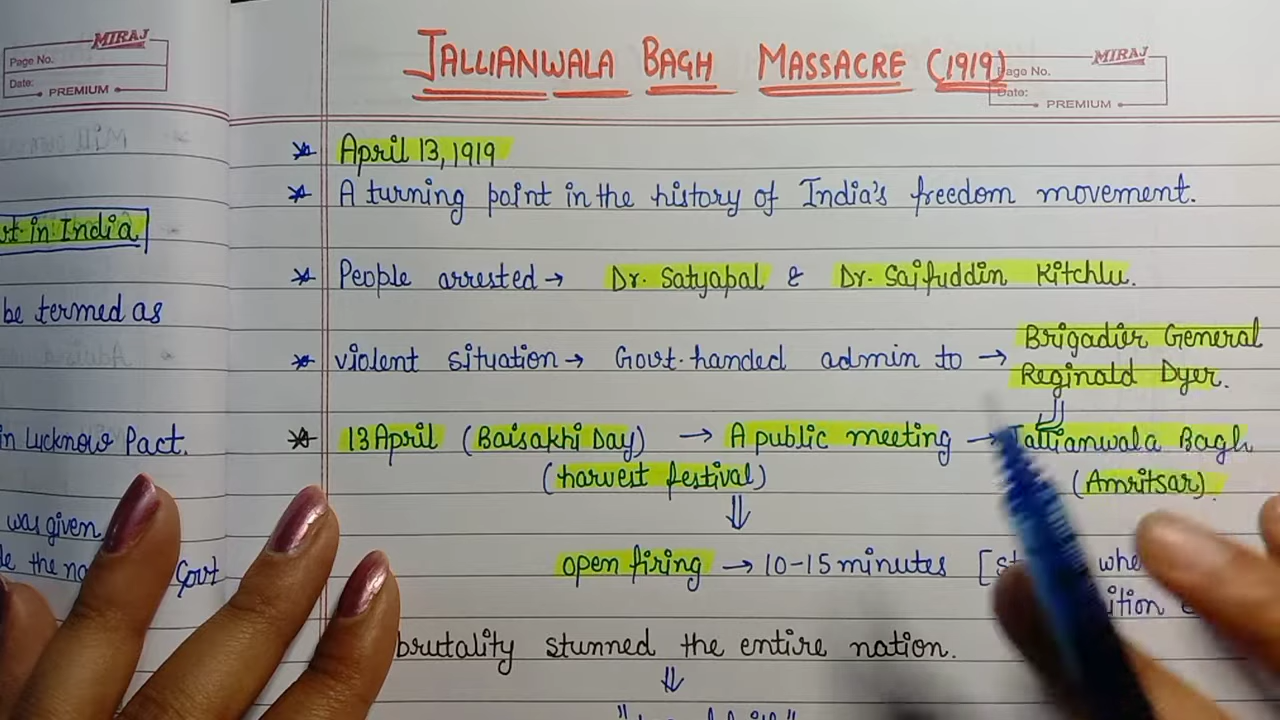 MIRAJ
Page No.
Date:
PREMIUM
in India
be termed as
in Lucknow Pact.
was given
the
Govt
JALLIANWALA BAGH MASSACRE (1919)
MIRAJ
Page No.
Date:
PREMIUM
April 13, 1919
A turning point in the history of India's freedom movement.
People arrested → Dr. Satyapal & Dr. Saifuddin Kitchlu.
violent situation → Govt. handed admin to → Brigadier General
Reginald Dyer.
13 April (Baisakhi Day) → A public meeting → Jallianwala Bagh
(harvest festival) (Amritsar).
open firing → 10-15 minutes [
brutality stunned the entire nation.